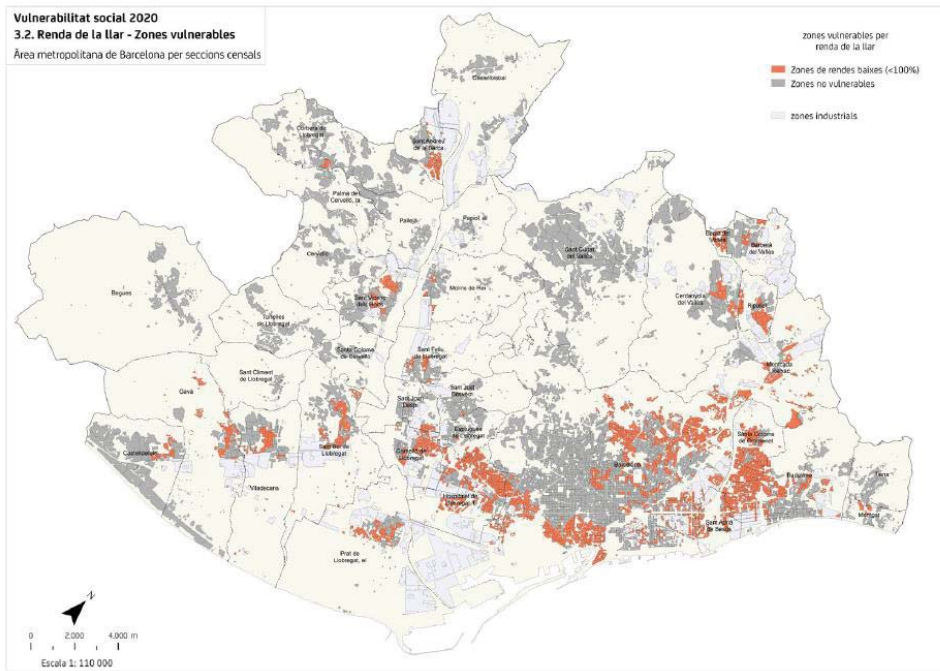 Vulnerabilitat social 2020
3.2. Renda de la llar - Zones vulnerables
Àrea metropolitana de Barcelona per seccions censals
zones vulnerables per
renda de la llar
Zones de rendes baixes (<100%)
Zones no vulnerables
zones industrials
Castellbisbal
Corbera de
Llobregat
Sant Andreu
de la Barca
Palma de
Cervelló, la
Pallejà
Papiol, el
Sant Cugat
del Vallès
Badia del
Vallès
Barberà
del Vallès
Cervelló
Begues
Molins de Rei
Cerdanyola
del Vallès
Ripollet
Sant Vicenç
dels Horts
Torrelles
de Llobregat
Santa Coloma
de Cervelló
Sant Feliu
de Llobregat
Montcada
i Reixac
Sant Climent
de Llobregat
Gavà
Sant Just
Desvern
Sant Joan
Despí
Esplugues
de Llobregat
Castelldefels
Sant Boi de
Llobregat
Cornellà de
Llobregat
Barcelona
Santa Coloma
de Gramenet
Badalona
Tiana
Viladecans
Hospitalet de
Llobregat, l'
Montgat
Sant Adrià
de Besòs
Prat de
Llobregat, el
N
0 2.000 4.000 m
Escala 1: 110 000